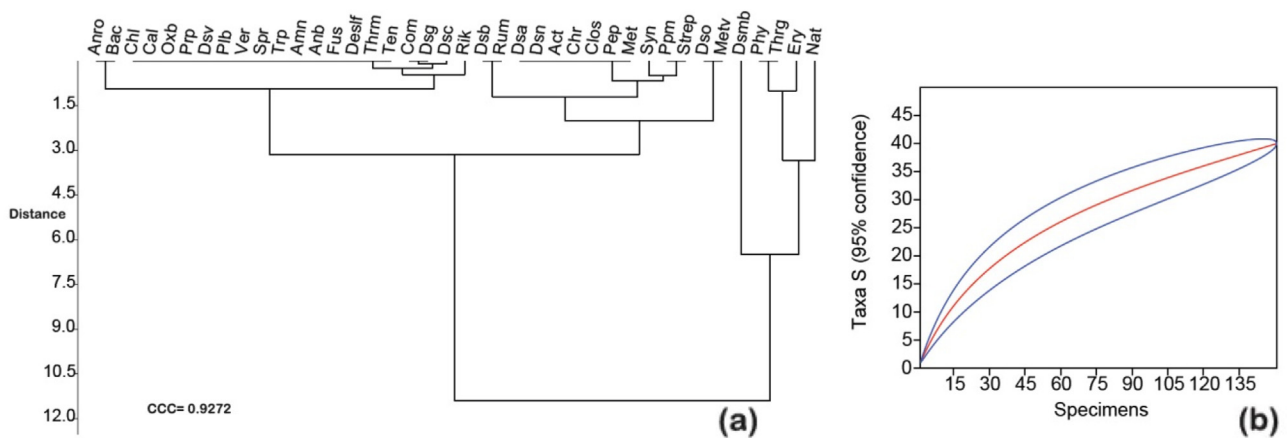 Anro Bac Chl Cal Oxb Prp Dsv Plb Ver Spr Trp Amn Anb Fus Deslf Thrm Ten Com Dsg Dsc Rik Dsb Rum Dsa Dsn Act Chr Clos Pep Met Syn Ppm Strep Dso Metv Dsmb Phy Thrg Ery Nat
1.5
3.0
4.5
Distance
6.0
7.5
9.0
10.5
12.0
CCC= 0.9272
(a)
Taxa S (95% confidence)
45
40
35
30
25
20
15
10
5
0
15 30 45 60 75 90 105 120 135
Specimens
(b)